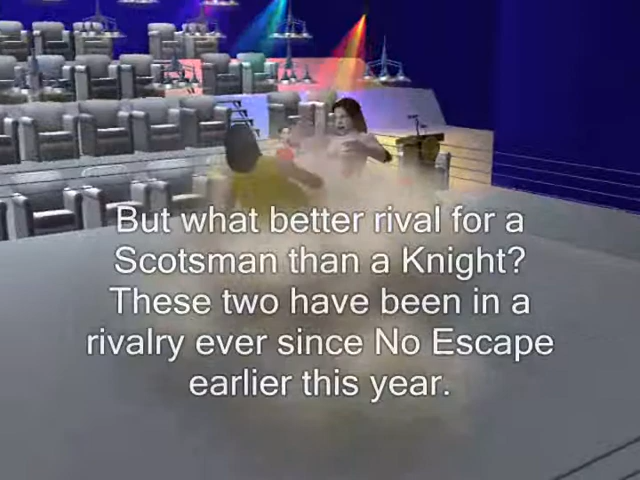 But what better rival for a
Scotsman than a Knight?
These two have been in a
rivalry ever since No Escape
earlier this year.